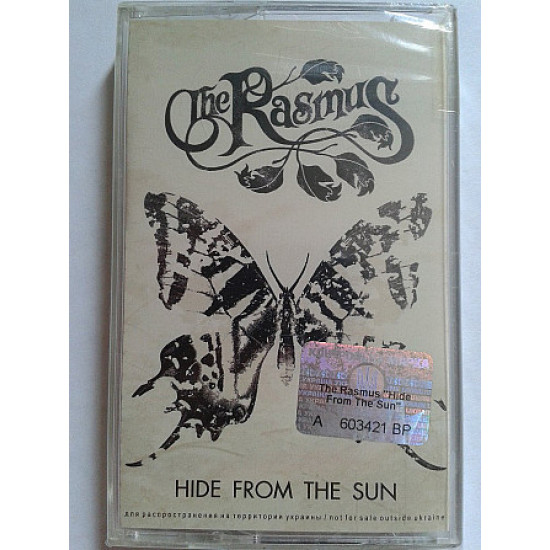 The Rasmus
The Rasmus "Hide
From The Sun"
A 603421 BP
HIDE FROM THE SUN
для распространения на территории украины / not for sale outside ukraine